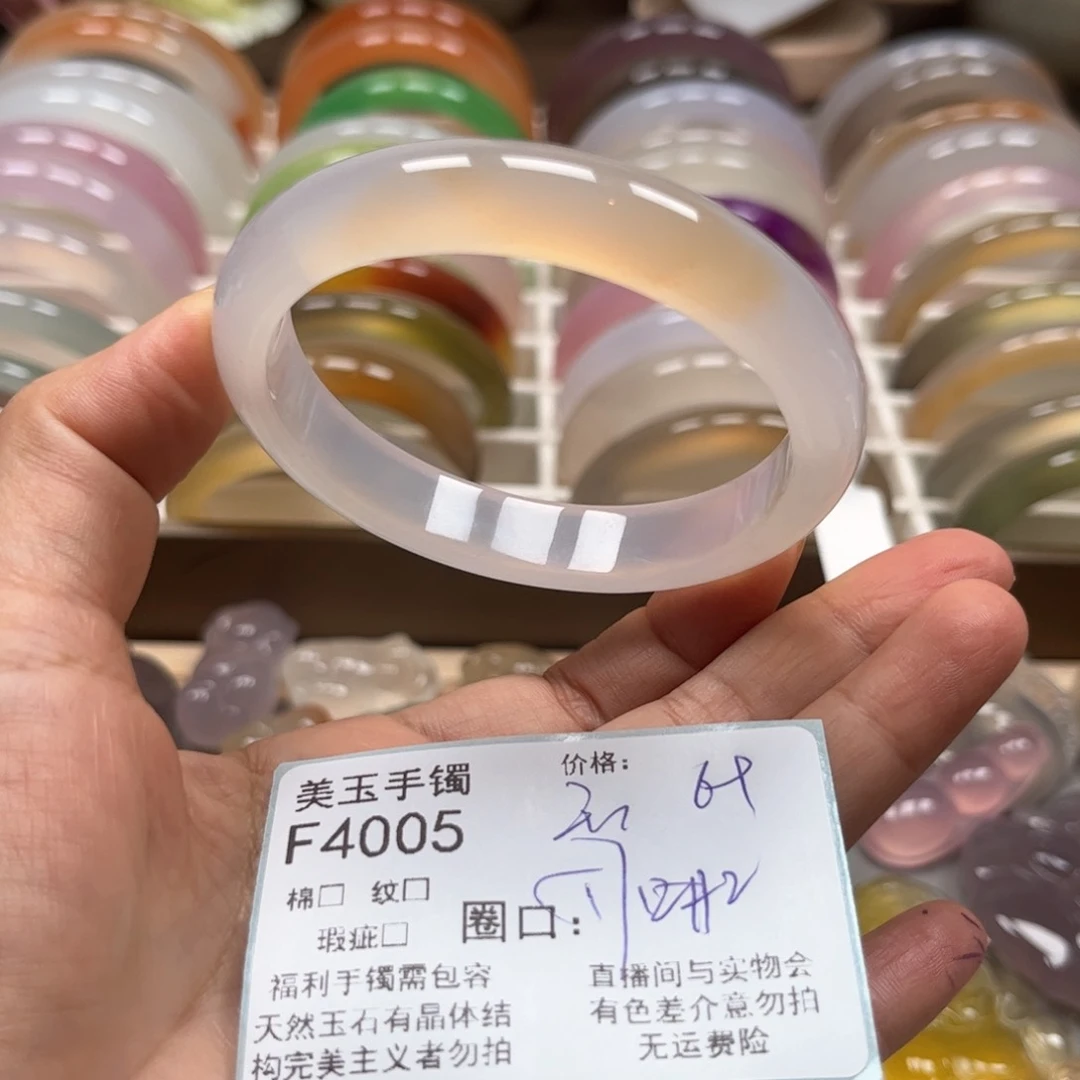 美玉手镯
价格：
F4005
棉□ 纹□
瑕疵□
圈口：
福利手镯需包容
天然玉石有晶体结
构完美主义者勿拍
直播间与实物会
有色差介意勿拍
无运费险